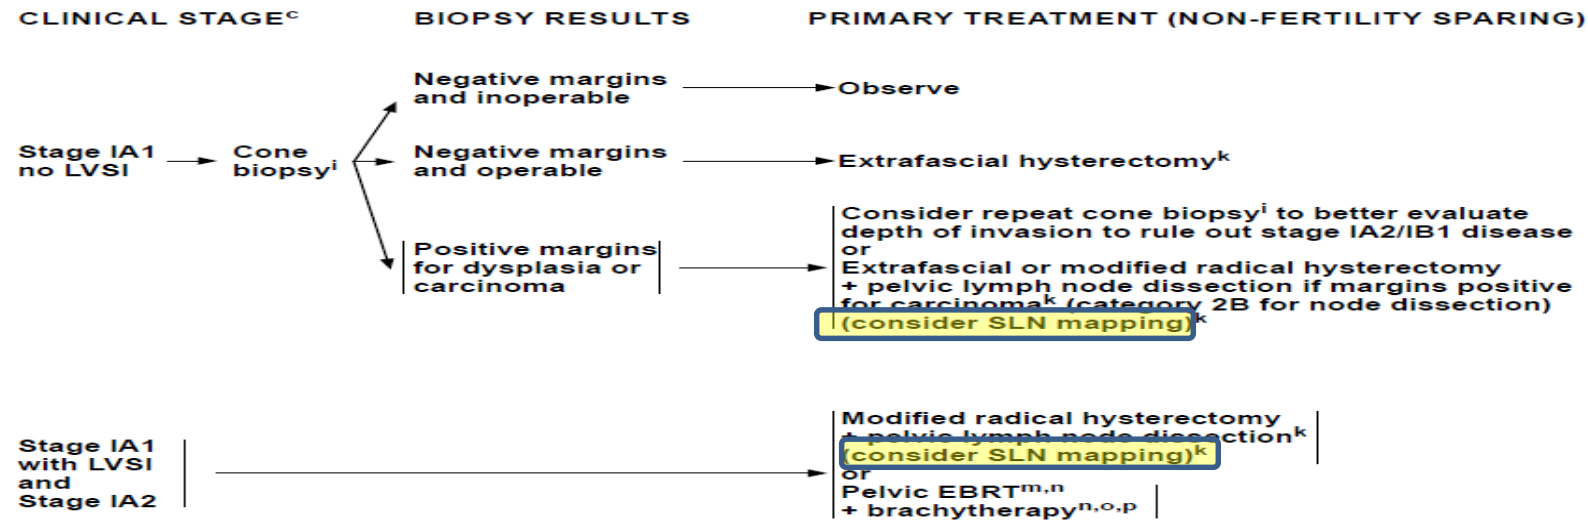 CLINICAL STAGEᶜ
BIOPSY RESULTS
PRIMARY TREATMENT (NON-FERTILITY SPARING)
Stage IA1
no LVSI
Cone
biopsyⁱ
Negative margins
and inoperable
Observe
Negative margins
and operable
Extrafascial hysterectomyᵏ
Positive margins
for dysplasia or
carcinoma
Consider repeat cone biopsyⁱ to better evaluate
depth of invasion to rule out stage IA2/IB1 disease
or
Extrafascial or modified radical hysterectomy
+ pelvic lymph node dissection if margins positive
for carcinomaᵏ (category 2B for node dissection)
(consider SLN mapping)ᵏ
Stage IA1
with LVSI
and
Stage IA2
Modified radical hysterectomy
+ pelvic lymph node dissectionᵏ
(consider SLN mapping)ᵏ
or
Pelvic EBRTᵐ,ⁿ
+ brachytherapyⁿ,ᵒ,ᵖ